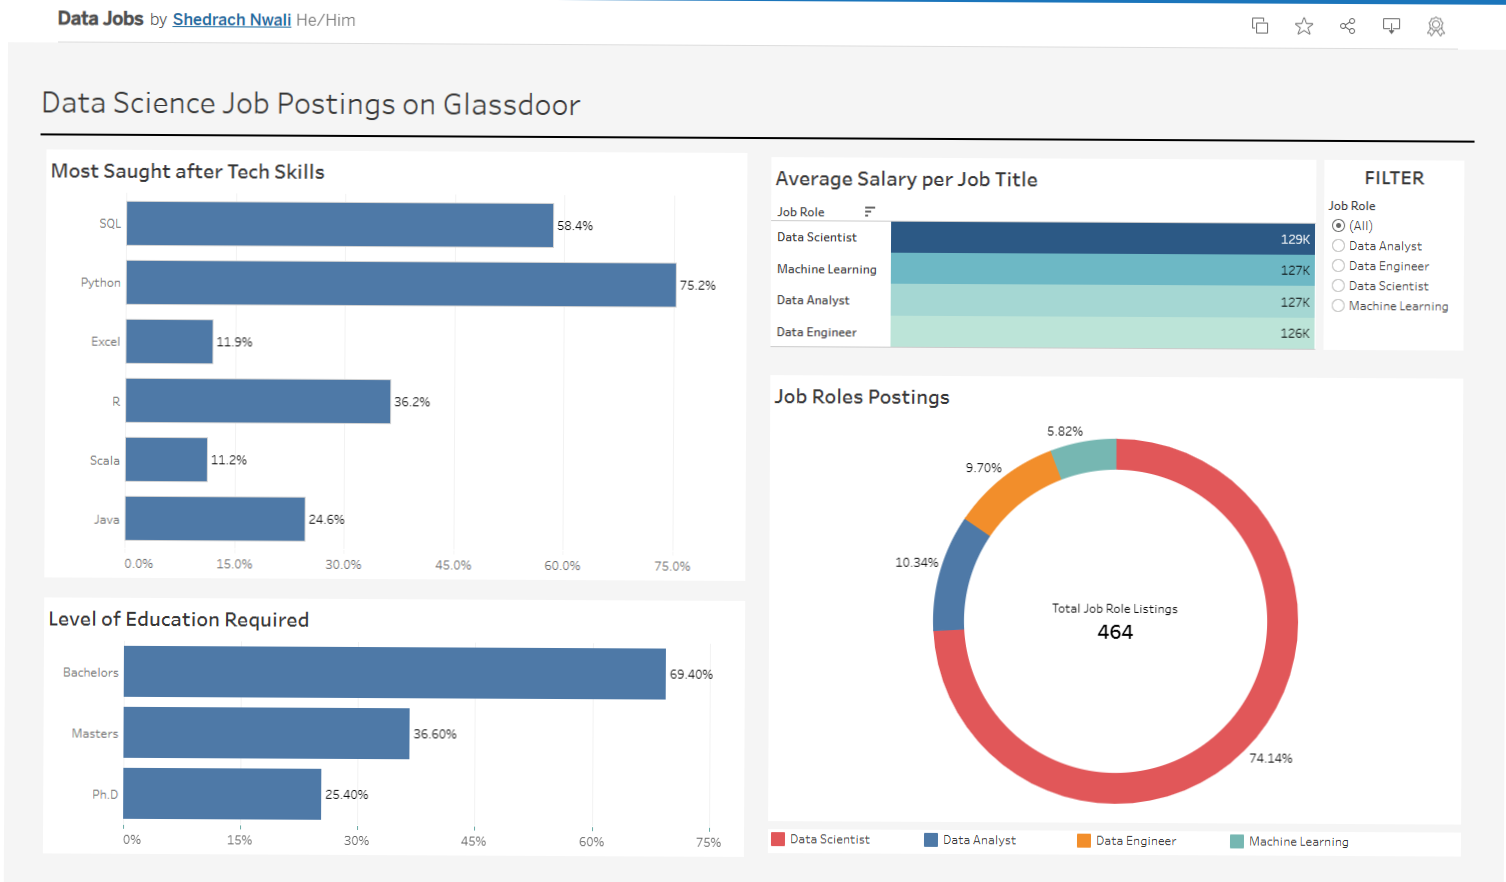 Data Jobs by Shedrach Nwali He/Him
Data Science Job Postings on Glassdoor
Most Saught after Tech Skills
SQL 58.4%
Python 75.2%
Excel 11.9%
R 36.2%
Scala 11.2%
Java 24.6%
0.0% 15.0% 30.0% 45.0% 60.0% 75.0%
Level of Education Required
Bachelors 69.40%
Masters 36.60%
Ph.D 25.40%
0% 15% 30% 45% 60% 75%
Average Salary per Job Title
Job Role
Data Scientist 129K
Machine Learning 127K
Data Analyst 127K
Data Engineer 126K
FILTER
Job Role
(All)
Data Analyst
Data Engineer
Data Scientist
Machine Learning
Job Roles Postings
5.82%
9.70%
10.34%
Total Job Role Listings
464
74.14%
Data Scientist Data Analyst Data Engineer Machine Learning